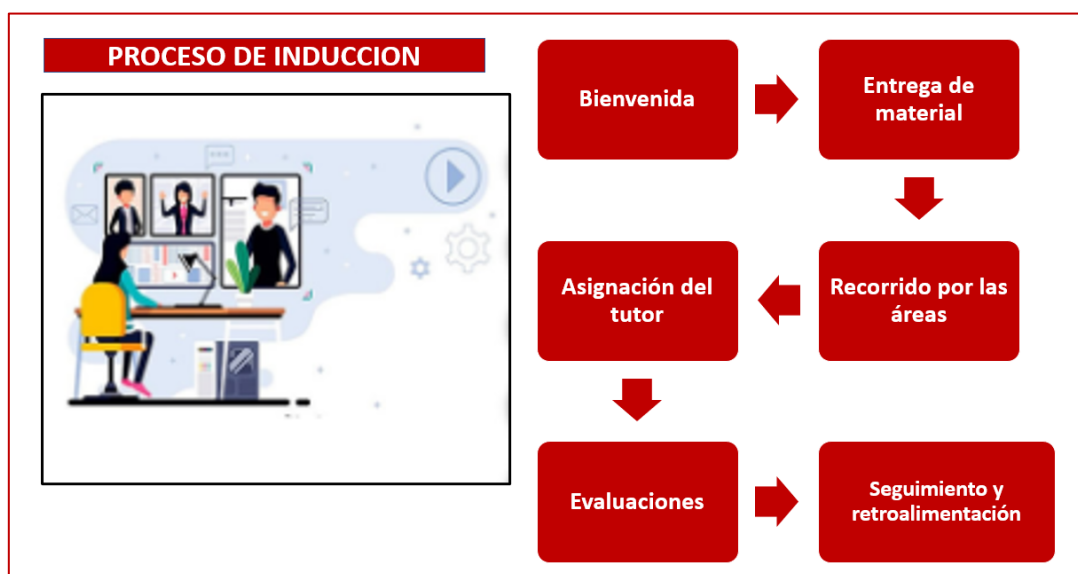 PROCESO DE INDUCCION
Bienvenida
Entrega de
material
Recorrido por las
áreas
Asignación del
tutor
Evaluaciones
Seguimiento y
retroalimentación